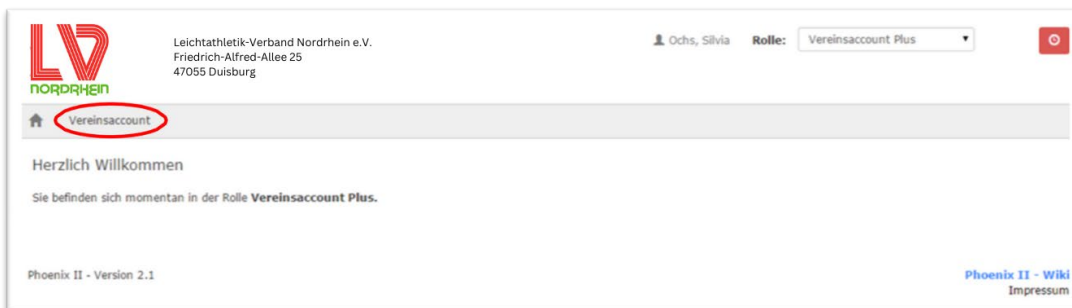 LV
NORDRHEIN
Leichtathletik-Verband Nordrhein e.V.
Friedrich-Alfred-Allee 25
47055 Duisburg
Ochs, Silvia Rolle: Vereinsaccount Plus
Vereinsaccount
Herzlich Willkommen
Sie befinden sich momentan in der Rolle Vereinsaccount Plus.
Phoenix II - Version 2.1
Phoenix II - Wiki
Impressum